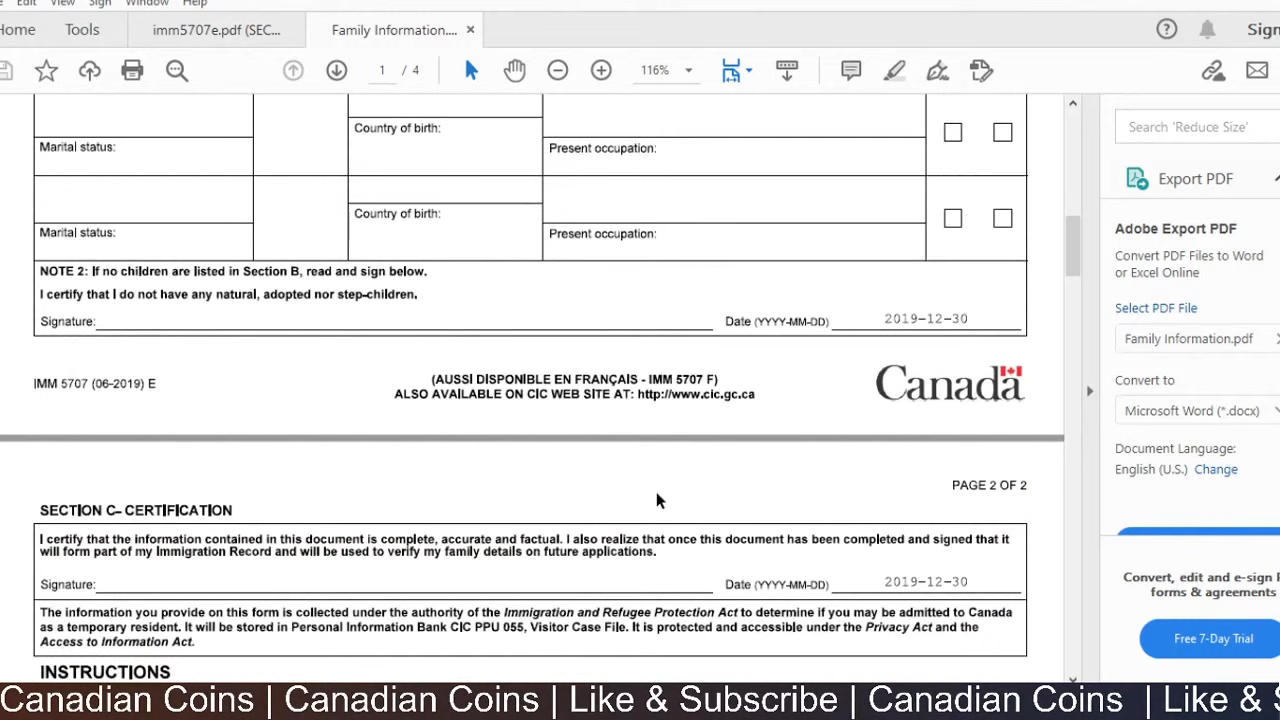 Edit View Sign Window Help
Home Tools imm5707e.pdf (SEC... Family Information.... × Sign
1 / 4 116%
Search 'Reduce Size'
Country of birth:
Marital status: Present occupation:
Export PDF
Country of birth:
Marital status: Present occupation:
Adobe Export PDF
Convert PDF Files to Word
or Excel Online
NOTE 2: If no children are listed in Section B, read and sign below.
I certify that I do not have any natural, adopted nor step-children.
Signature: Date (YYYY-MM-DD) 2019-12-30
Select PDF File
Family Information.pdf
IMM 5707 (06-2019) E
(AUSSI DISPONIBLE EN FRANÇAIS - IMM 5707 F)
ALSO AVAILABLE ON CIC WEB SITE AT: http://www.cic.gc.ca
Canada
Convert to
Microsoft Word (*.docx)
Document Language:
English (U.S.) Change
PAGE 2 OF 2
SECTION C– CERTIFICATION
I certify that the information contained in this document is complete, accurate and factual. I also realize that once this document has been completed and signed that it
will form part of my Immigration Record and will be used to verify my family details on future applications.
Signature: Date (YYYY-MM-DD) 2019-12-30
The information you provide on this form is collected under the authority of the Immigration and Refugee Protection Act to determine if you may be admitted to Canada
as a temporary resident. It will be stored in Personal Information Bank CIC PPU 055, Visitor Case File. It is protected and accessible under the Privacy Act and the
Access to Information Act.
INSTRUCTIONS
Convert, edit and e-sign
forms & agreements
Free 7-Day Trial
Canadian Coins | Canadian Coins | Like & Subscribe | Canadian Coins | Like &